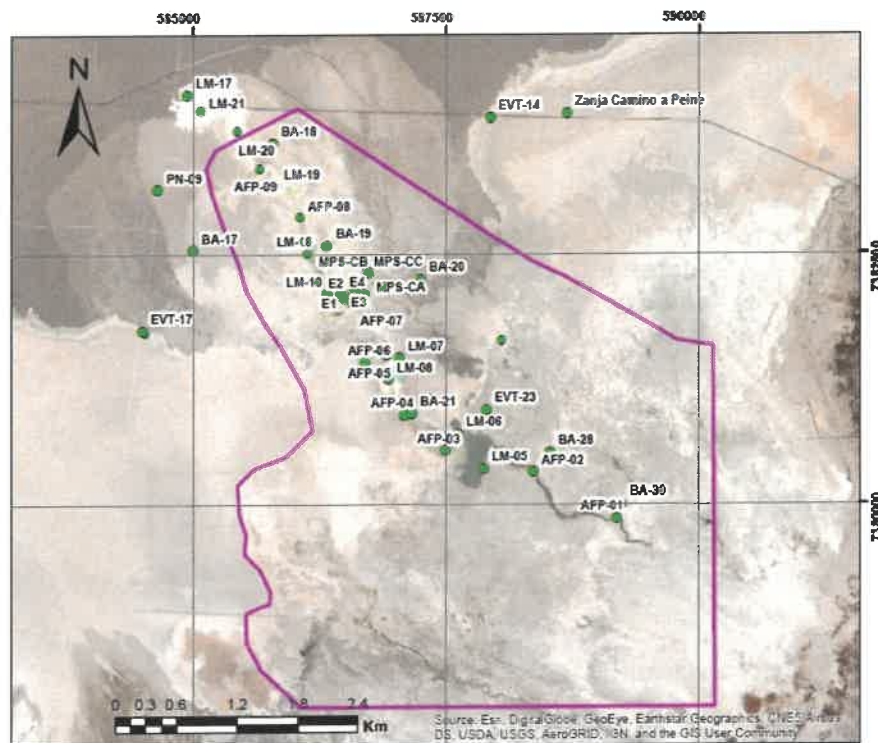 585000 587500 590000
N
LM-17
LM-21
EVT-14
Zanja Camino a Peine
BA-18
LM-20
PN-09
AFP-09
LM-19
AFP-08
BA-17
LM-18
BA-19
MPS-CB MPS-CC
BA-20
7382500
LM-10 E2 E4 MPS-CA
E1 E3
AFP-07
EVT-17
AFP-06 LM-07
AFP-05 LM-08
AFP-04 BA-21
EVT-23
LM-06
AFP-03
BA-28
LM-05 AFP-02
BA-30
AFP-01
7380000
0 0.3 0.6 1.2 1.8 2.4
Km
Source: Esri, DigitalGlobe, GeoEye, Earthstar Geographics, CNES/Airbus
DS, USDA, USGS, AeroGRID, IGN, and the GIS User Community